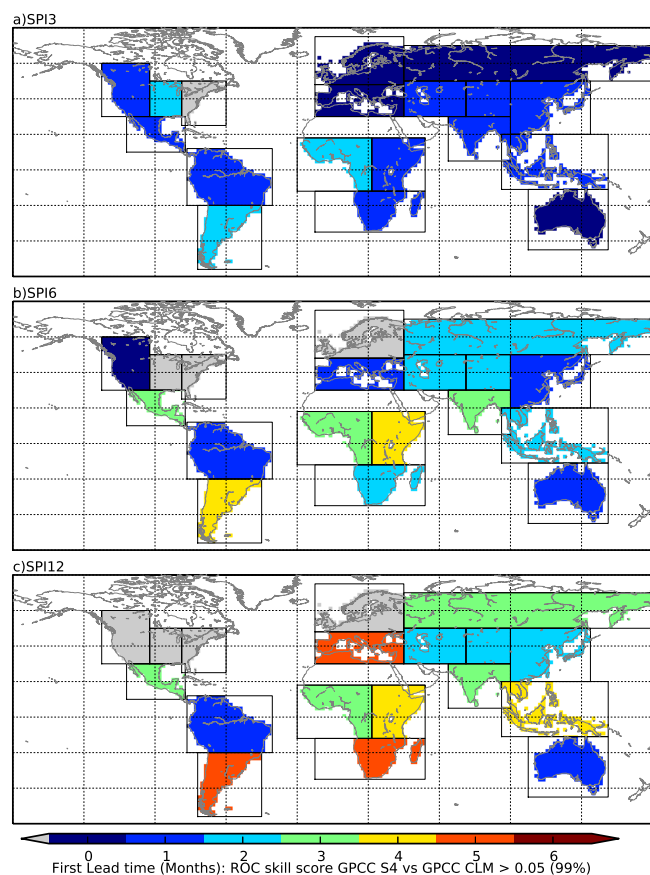 a)SPI3
b)SPI6
c)SPI12
0 1 2 3 4 5 6
First Lead time (Months): ROC skill score GPCC S4 vs GPCC CLM > 0.05 (99%)